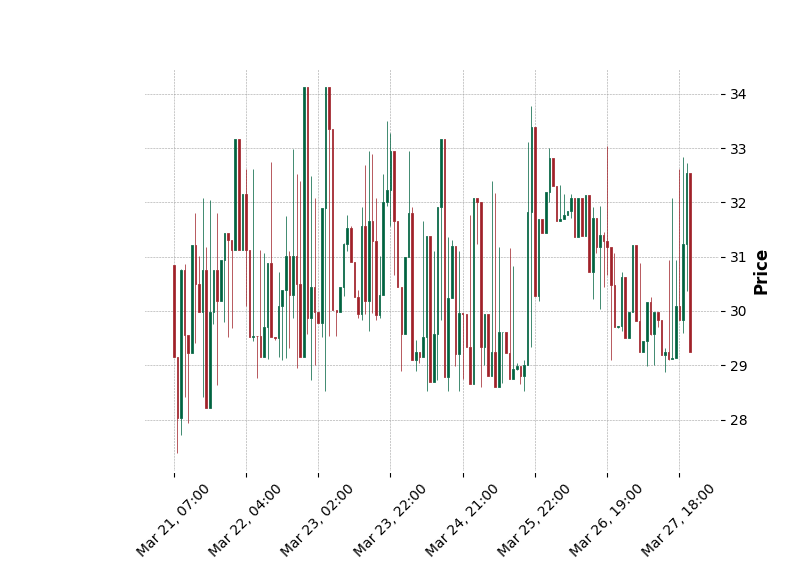 34
33
32
31
30
29
28
Price
Mar 21, 07:00
Mar 22, 04:00
Mar 23, 02:00
Mar 23, 22:00
Mar 24, 21:00
Mar 25, 22:00
Mar 26, 19:00
Mar 27, 18:00